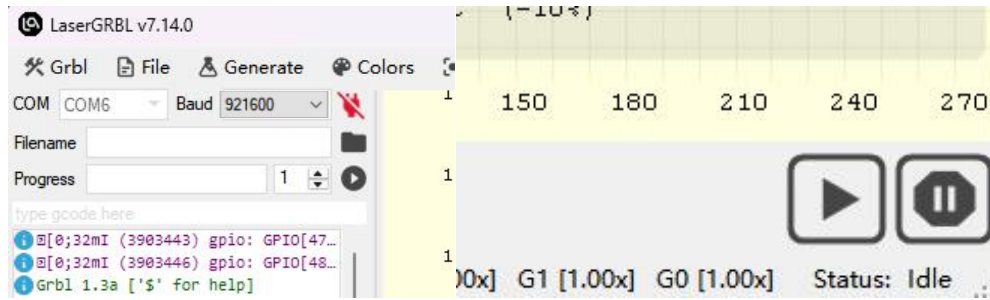 LaserGRBL v7.14.0
Grbl File Generate Colors
COM COM6 Baud 921600
Filename
Progress 1
type gcode here
[0;32mI (3903443) gpio: GPIO[47…
[0;32mI (3903446) gpio: GPIO[48…
Grbl 1.3a ['$' for help]
(-10%)
150 180 210 240 270
.00x] G1 [1.00x] G0 [1.00x] Status: Idle